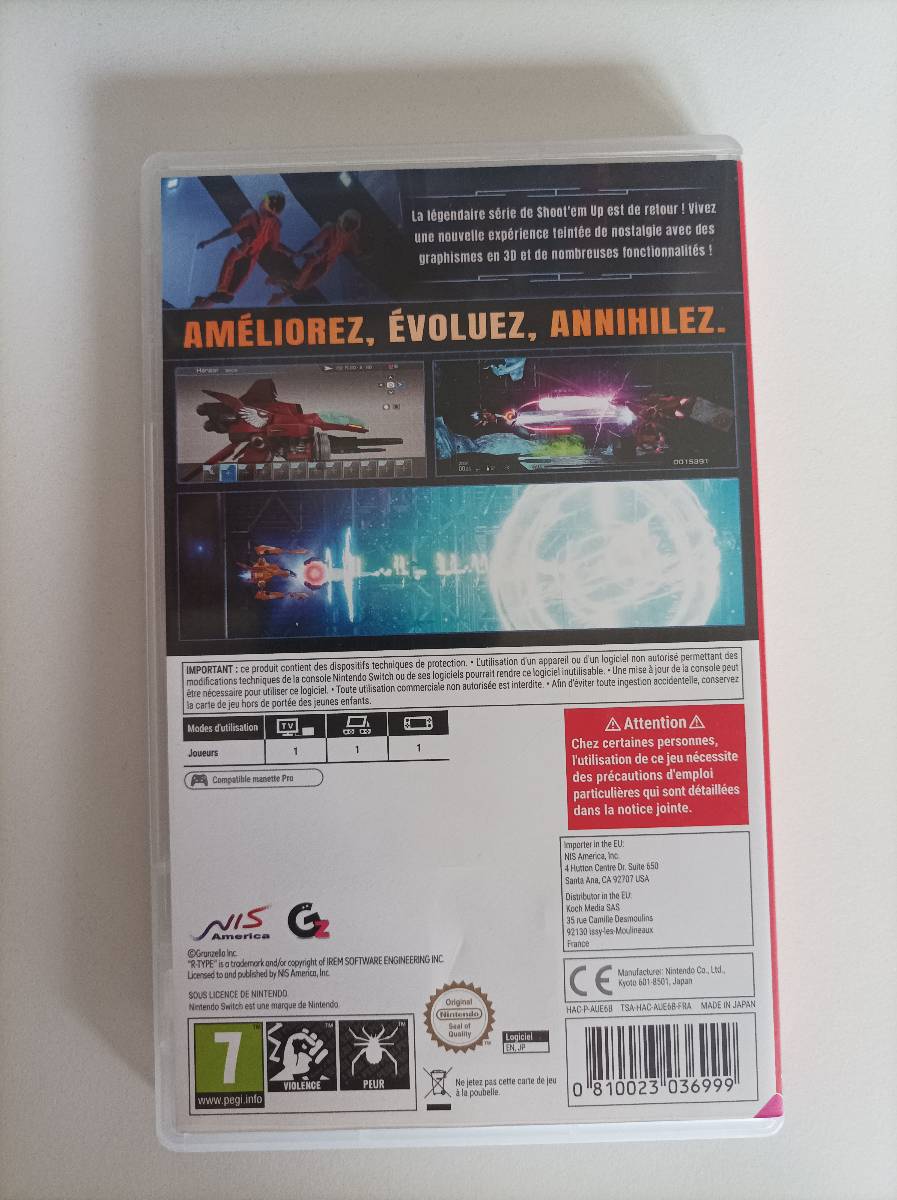 La légendaire série de Shoot'em Up est de retour ! Vivez
une nouvelle expérience teintée de nostalgie avec des
graphismes en 3D et de nombreuses fonctionnalités !
AMÉLIOREZ, ÉVOLUEZ, ANNIHILEZ.
Hangar
0015391
IMPORTANT : ce produit contient des dispositifs techniques de protection. • L'utilisation d'un appareil ou d'un logiciel non autorisé permettant des
modifications techniques de la console Nintendo Switch ou de ses logiciels pourrait rendre ce logiciel inutilisable. • Une mise à jour de la console peut
être nécessaire pour utiliser ce logiciel. • Toute utilisation commerciale non autorisée est interdite. • Afin d'éviter toute ingestion accidentelle, conservez
la carte de jeu hors de portée des jeunes enfants.
Modes d'utilisation TV
Joueurs 1 1 1
Compatible manette Pro
Attention
Chez certaines personnes,
l'utilisation de ce jeu nécessite
des précautions d'emploi
particulières qui sont détaillées
dans la notice jointe.
Importer in the EU:
NIS America, Inc.
4 Hutton Centre Dr. Suite 650
Santa Ana, CA 92707 USA
Distributor in the EU:
Koch Media SAS
35 rue Camille Desmoulins
92130 Issy-les-Moulineaux
France
NIS
America
Gz
©Granzella Inc.
"R-TYPE" is a trademark and/or copyright of IREM SOFTWARE ENGINEERING INC.
Licensed to and published by NIS America, Inc.
SOUS LICENCE DE NINTENDO.
Nintendo Switch est une marque de Nintendo.
CE
Manufacturer: Nintendo Co., Ltd.,
Kyoto 601-8501, Japan
HAC-P-AUE6B TSA-HAC-AUE6B-FRA MADE IN JAPAN
7
www.pegi.info
VIOLENCE
PEUR
Original
Nintendo
Seal of
Quality
Logiciel
EN, JP
Ne jetez pas cette carte de jeu
à la poubelle.
0 810023 036999